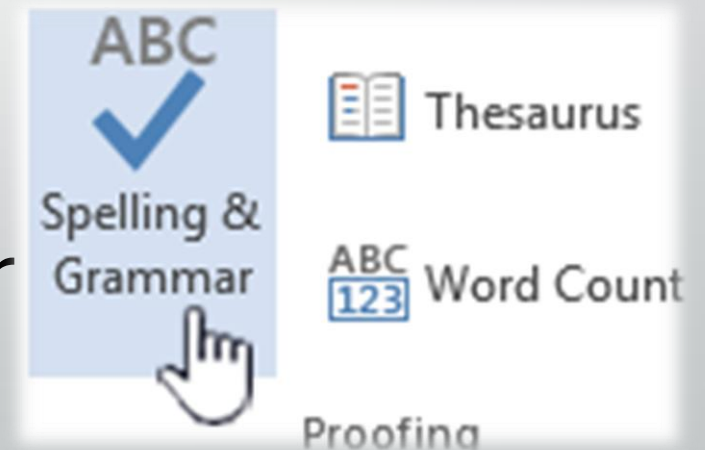 ABC
Spelling &
Grammar
Thesaurus
ABC
123
Word Count
Proofing